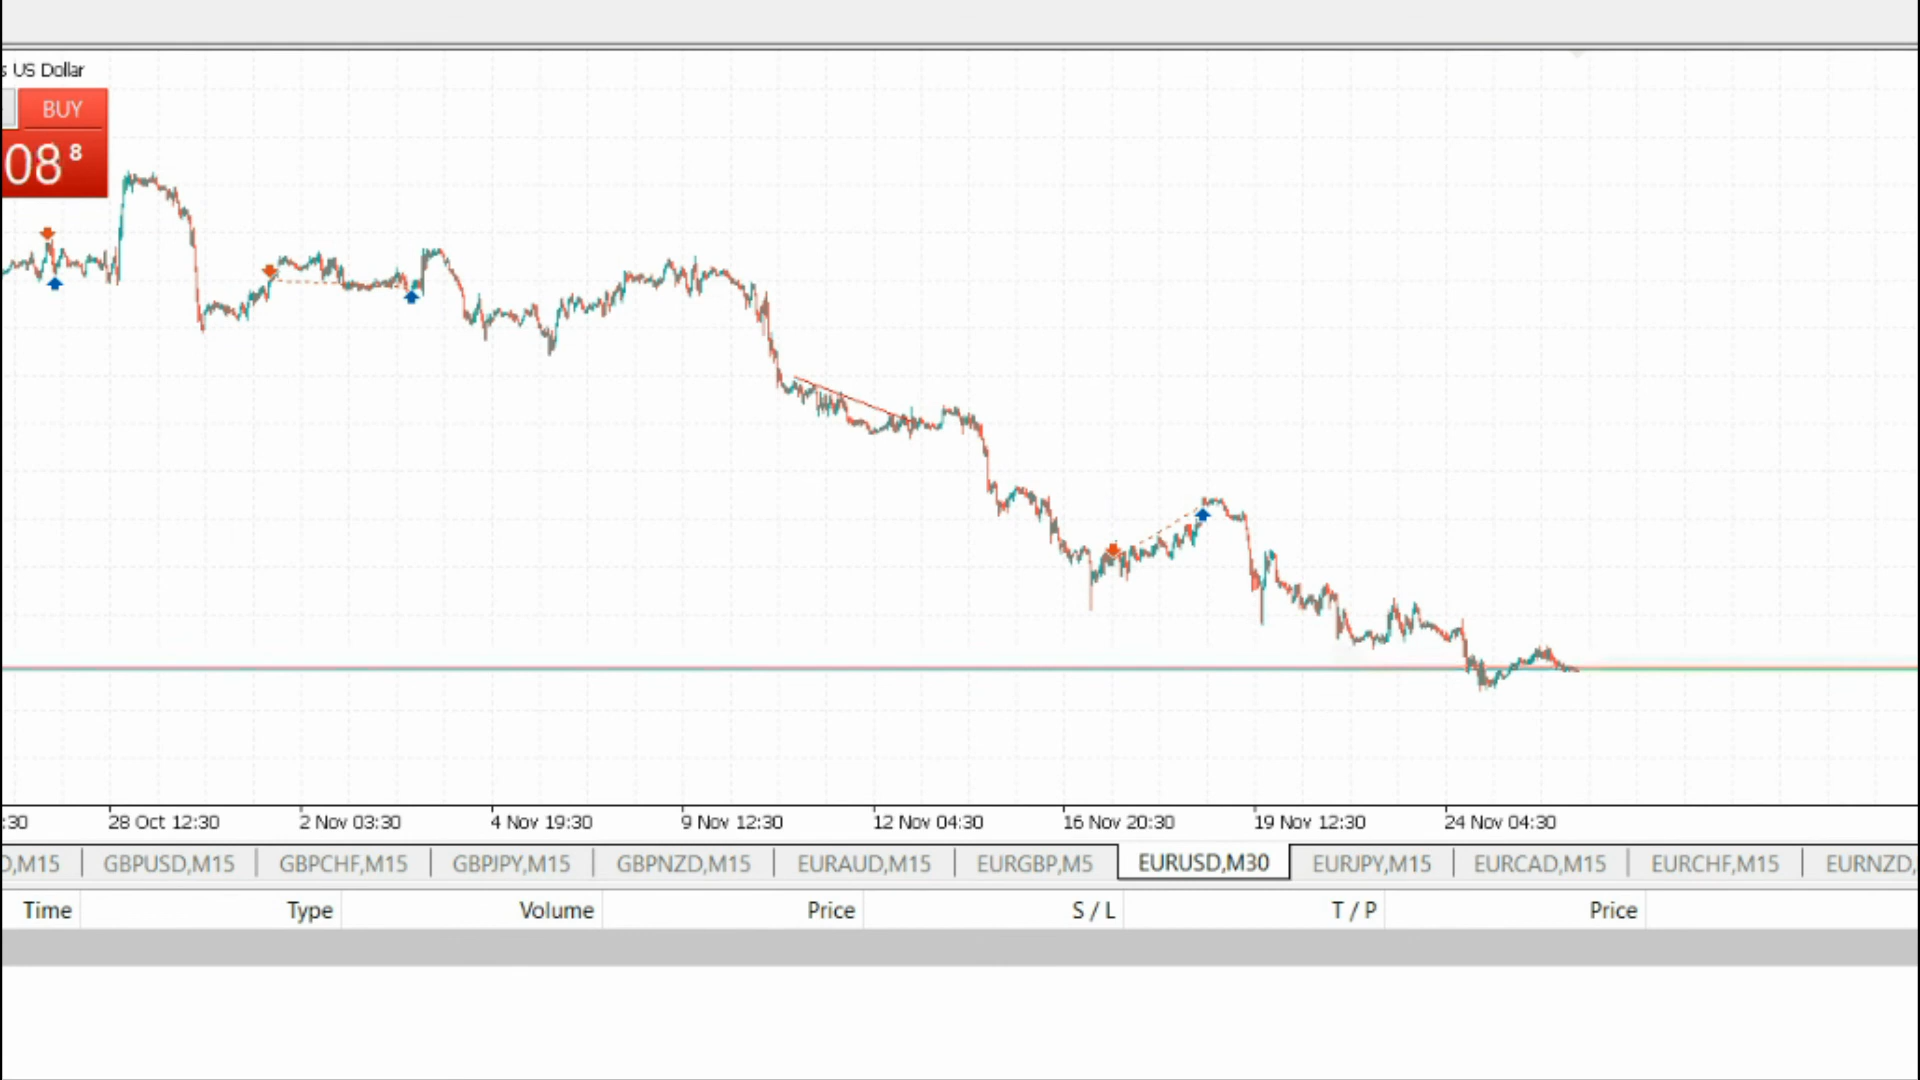 s US Dollar
BUY
08 8
:30 28 Oct 12:30 2 Nov 03:30 4 Nov 19:30 9 Nov 12:30 12 Nov 04:30 16 Nov 20:30 19 Nov 12:30 24 Nov 04:30
D,M15 GBPUSD,M15 GBPCHF,M15 GBPJPY,M15 GBPNZD,M15 EURAUD,M15 EURGBP,M5 EURUSD,M30 EURJPY,M15 EURCAD,M15 EURCHF,M15 EURNZD,
Time Type Volume Price S / L T / P Price